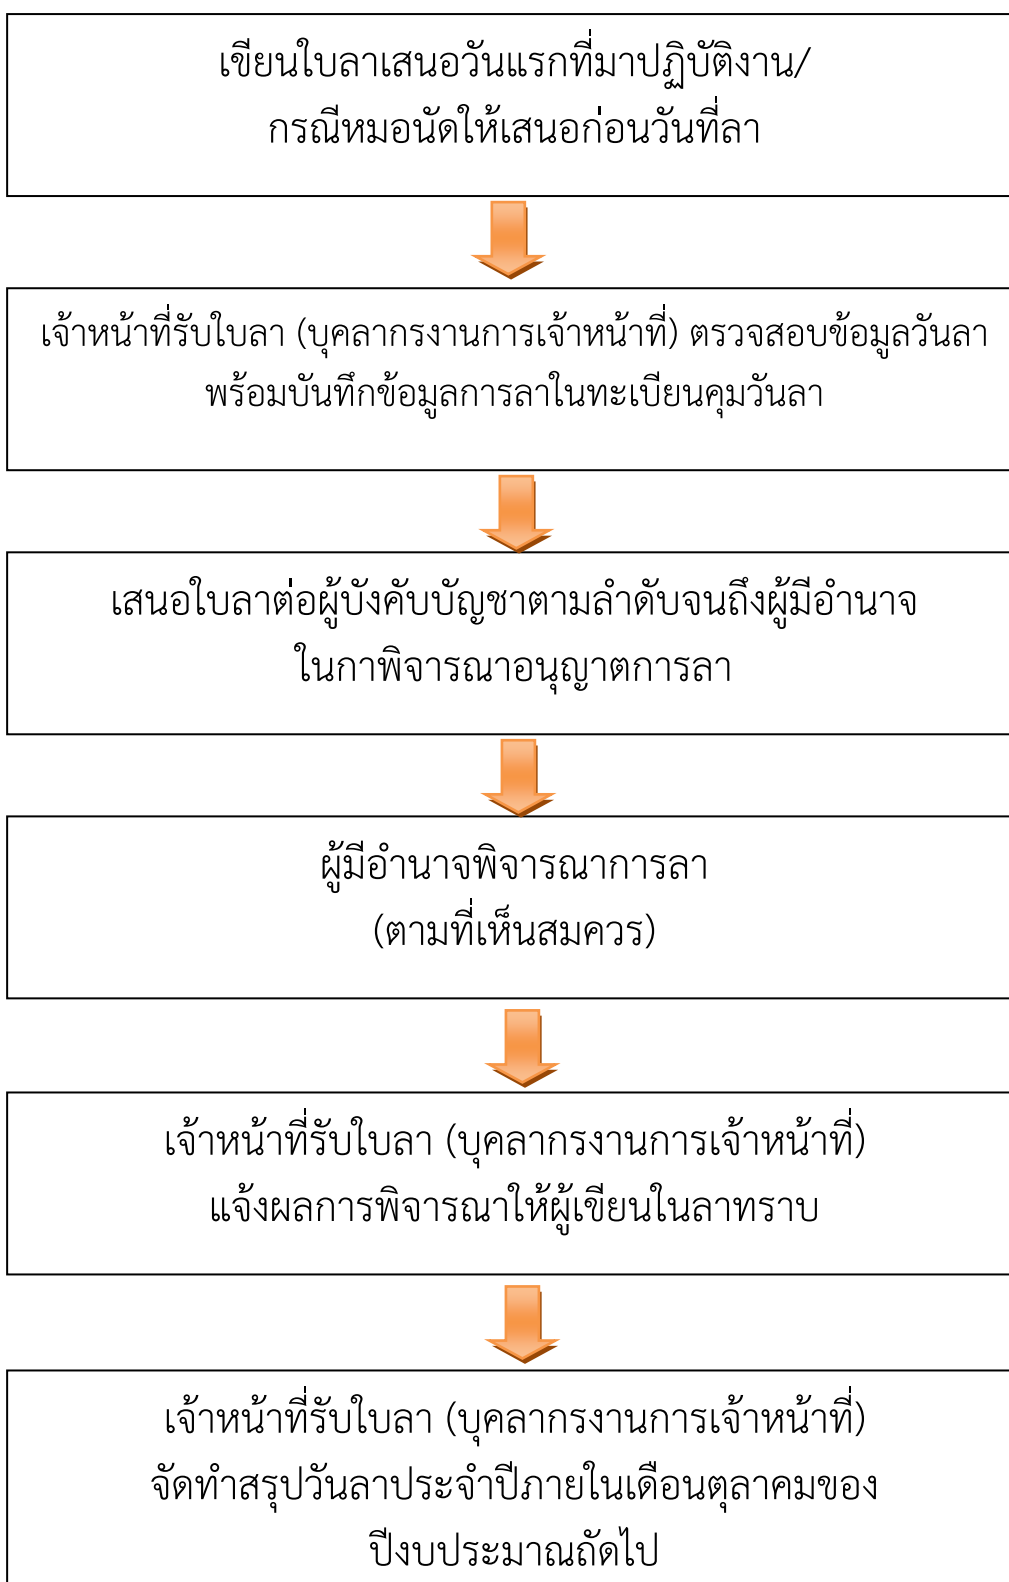 เขียนใบลาเสนอวันแรกที่มาปฏิบัติงาน/
กรณีหมอนัดให้เสนอก่อนวันที่ลา
เจ้าหน้าที่รับใบลา (บุคลากรงานการเจ้าหน้าที่) ตรวจสอบข้อมูลวันลา
พร้อมบันทึกข้อมูลการลาในทะเบียนคุมวันลา
เสนอใบลาต่อผู้บังคับบัญชาตามลำดับจนถึงผู้มีอำนาจ
ในกาพิจารณาอนุญาตการลา
ผู้มีอำนาจพิจารณาการลา
(ตามที่เห็นสมควร)
เจ้าหน้าที่รับใบลา (บุคลากรงานการเจ้าหน้าที่)
แจ้งผลการพิจารณาให้ผู้เขียนในลาทราบ
เจ้าหน้าที่รับใบลา (บุคลากรงานการเจ้าหน้าที่)
จัดทำสรุปวันลาประจำปีภายในเดือนตุลาคมของ
ปีงบประมาณถัดไป